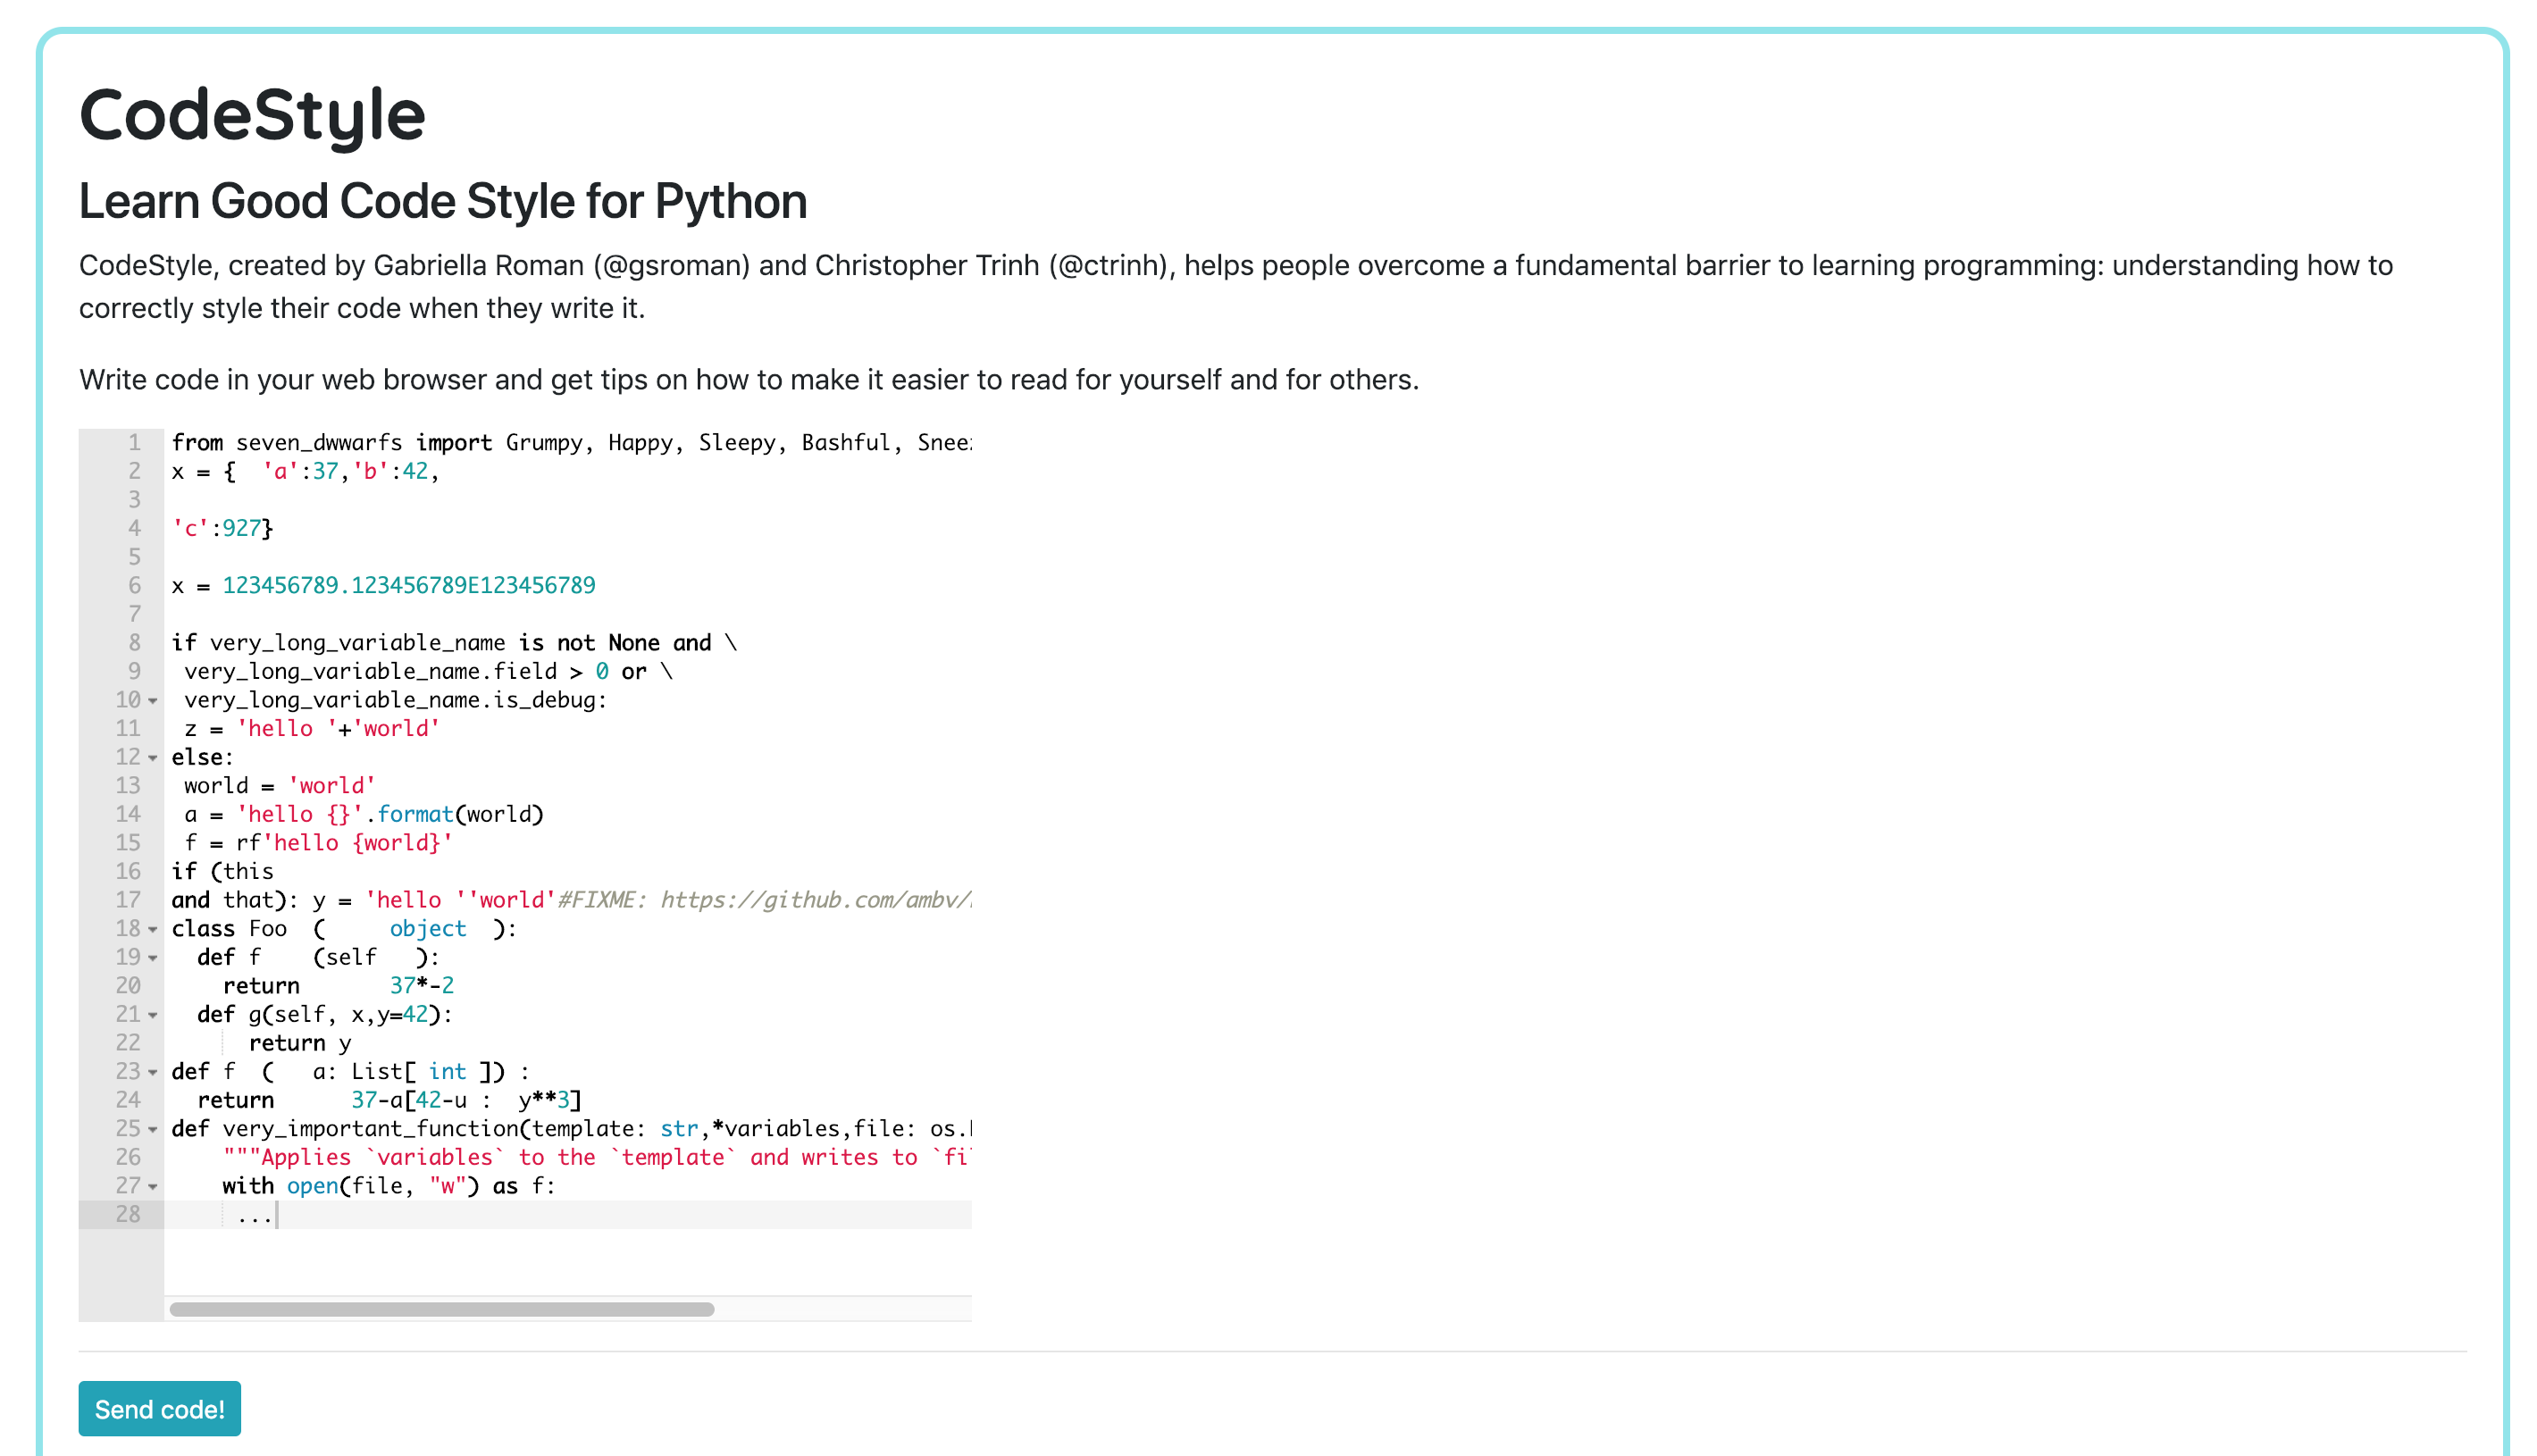 CodeStyle
Learn Good Code Style for Python
CodeStyle, created by Gabriella Roman (@gsroman) and Christopher Trinh (@ctrinh), helps people overcome a fundamental barrier to learning programming: understanding how to
correctly style their code when they write it.
Write code in your web browser and get tips on how to make it easier to read for yourself and for others.
1 from seven_dwwarfs import Grumpy, Happy, Sleepy, Bashful, Snee
2 x = {  'a':37,'b':42,
3
4 'c':927}
5
6 x = 123456789.123456789E123456789
7
8 if very_long_variable_name is not None and \
9  very_long_variable_name.field > 0 or \
10  very_long_variable_name.is_debug:
11  z = 'hello '+'world'
12 else:
13  world = 'world'
14  a = 'hello {}'.format(world)
15  f = rf'hello {world}'
16 if (this
17 and that): y = 'hello ''world'#FIXME: https://github.com/ambv/
18 class Foo  (     object  ):
19   def f    (self   ):
20     return       37*-2
21   def g(self, x,y=42):
22       return y
23 def f  (   a: List[ int ]) :
24   return      37-a[42-u :  y**3]
25 def very_important_function(template: str,*variables,file: os.
26     """Applies `variables` to the `template` and writes to `fi
27     with open(file, "w") as f:
28      ...
Send code!